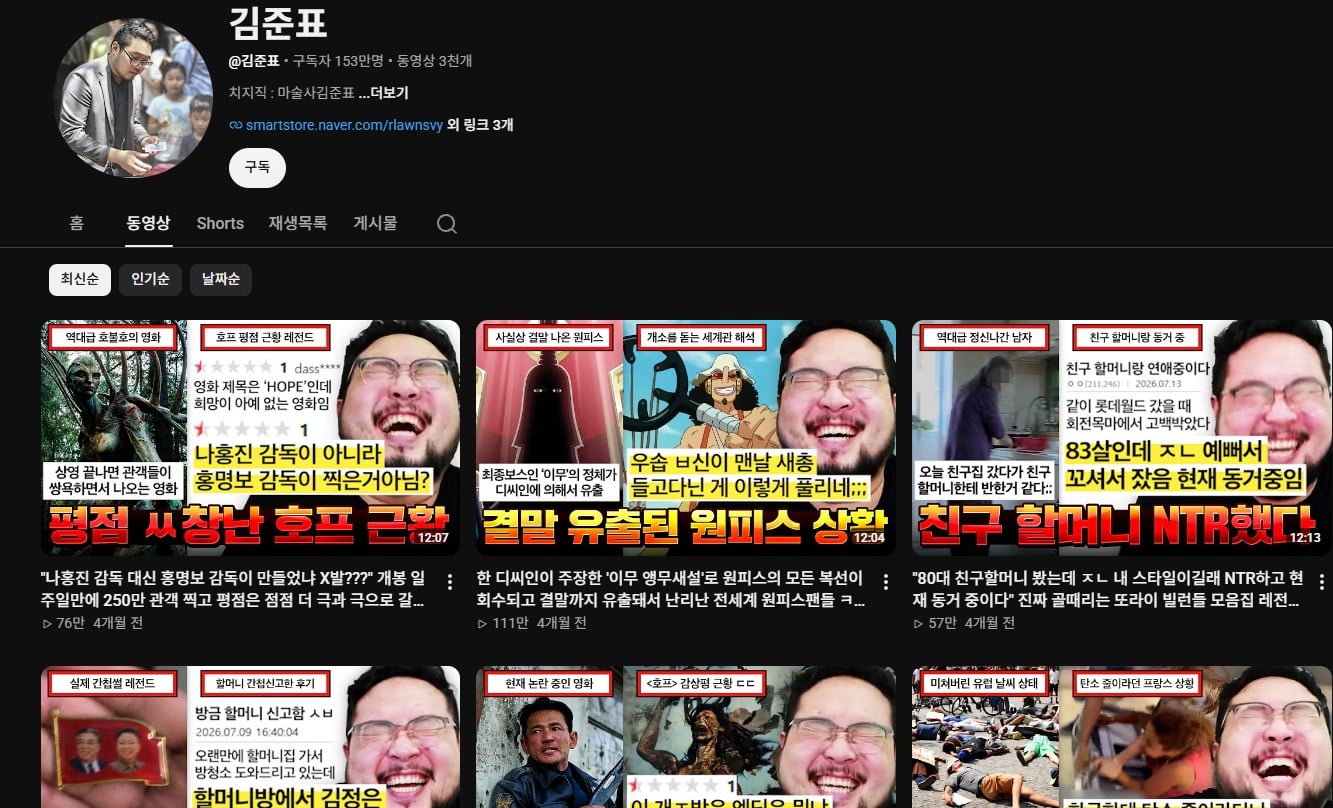 김준표
@김준표 • 구독자 153만명 • 동영상 3천개
치지직 : 마술사김준표 ...더보기
smartstore.naver.com/rlawnsvy 외 링크 3개
구독
홈
동영상
Shorts
재생목록
게시물
최신순
인기순
날짜순
역대급 호불호의 영화
호프 평점 근황 레전드
1 dass****
영화 제목은 'HOPE'인데
희망이 아예 없는 영화임
1
나홍진 감독이 아니라
홍명보 감독이 찍은거아님?
상영 끝나면 관객들이
쌍욕하면서 나오는 영화
평점 ㅆ창난 호프 근황
12:07
"나홍진 감독 대신 홍명보 감독이 만들었냐 X발???" 개봉 일
주일만에 250만 관객 찍고 평점은 점점 더 극과 극으로 갈...
76만 4개월 전
사실상 결말 나온 원피스
개소름 돋는 세계관 해석
최종보스인 '이무'의 정체가
디씨인에 의해서 유출
우솝 ㅂ신이 맨날 새총
들고다닌 게 이렇게 풀리네;;;
결말 유출된 원피스 상황
12:04
한 디씨인이 주장한 '이무 앵무새설'로 원피스의 모든 복선이
회수되고 결말까지 유출돼서 난리난 전세계 원피스팬들 ㅋ...
111만 4개월 전
역대급 정신나간 남자
친구 할머니랑 동거 중
친구 할머니랑 연애중이다
ㅇㅇ(211.246) | 2026.07.13
같이 롯데월드 갔을 때
회전목마에서 고백박았다
83살인데 ㅈㄴ 예뻐서
꼬셔서 잤음 현재 동거중임
오늘 친구집 갔다가 친구
할머니한테 반한거 같다;;
친구 할머니 NTR했다
12:13
"80대 친구할머니 봤는데 ㅈㄴ 내 스타일이길래 NTR하고 현
재 동거 중이다" 진짜 골때리는 또라이 빌런들 모음집 레전...
57만 4개월 전
실제 간첩썰 레전드
할머니 간첩신고한 후기
방금 할머니 신고함 ㅅㅂ
2026.07.09 16:40:04
오랜만에 할머니집 가서
방청소 도와드리고 있는데
할머니방에서 김정은
현재 논란 중인 영화
<호프> 감상평 근황 ㄷㄷ
1
미쳐버린 유럽 날씨 상태
탄소 줄이라던 프랑스 상황